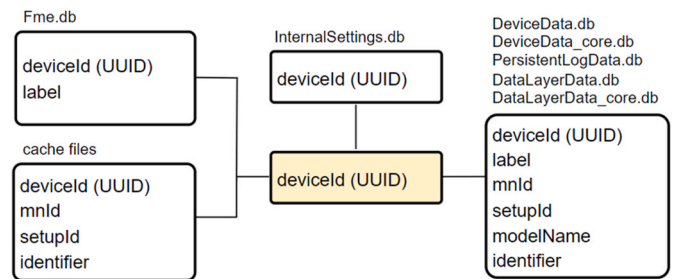 Fme.db
deviceId (UUID)
label
cache files
deviceId (UUID)
mnId
setupId
identifier
InternalSettings.db
deviceId (UUID)
deviceId (UUID)
DeviceData.db
DeviceData_core.db
PersistentLogData.db
DataLayerData.db
DataLayerData_core.db
deviceId (UUID)
label
mnId
setupId
modelName
identifier